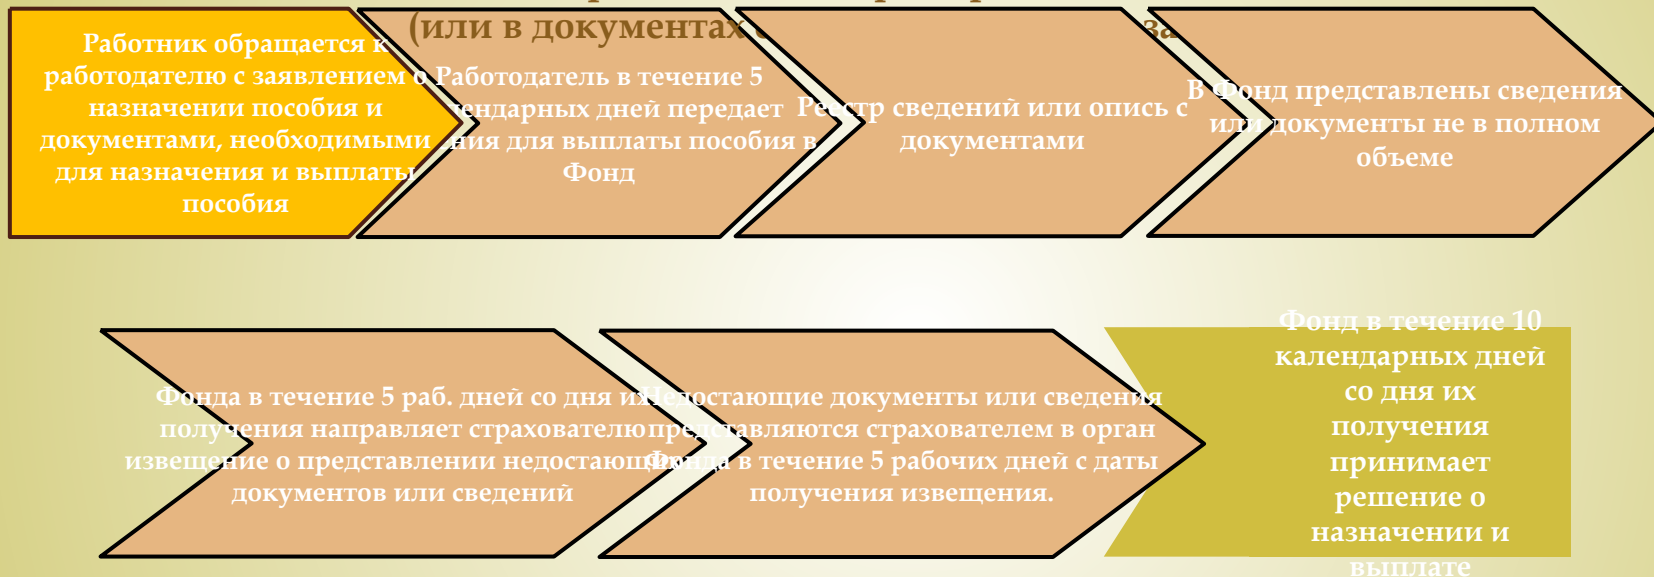 (или в документах
Работник обращается к
работодателю с заявлением о
назначении пособия и
документами, необходимыми
для назначения и выплаты
пособия
Работодатель в течение 5
ендарных дней передает
ния для выплаты пособия в
Фонд
Реестр сведений или опись с
документами
В Фонд представлены сведения
или документы не в полном
объеме
Фонда в течение 5 раб. дней со дня их
получения направляет страхователю
извещение о представлении недостающих
документов или сведений
Недостающие документы или сведения
представляются страхователем в орган
Фонда в течение 5 рабочих дней с даты
получения извещения.
Фонд в течение 10
календарных дней
со дня их
получения
принимает
решение о
назначении и
выплате